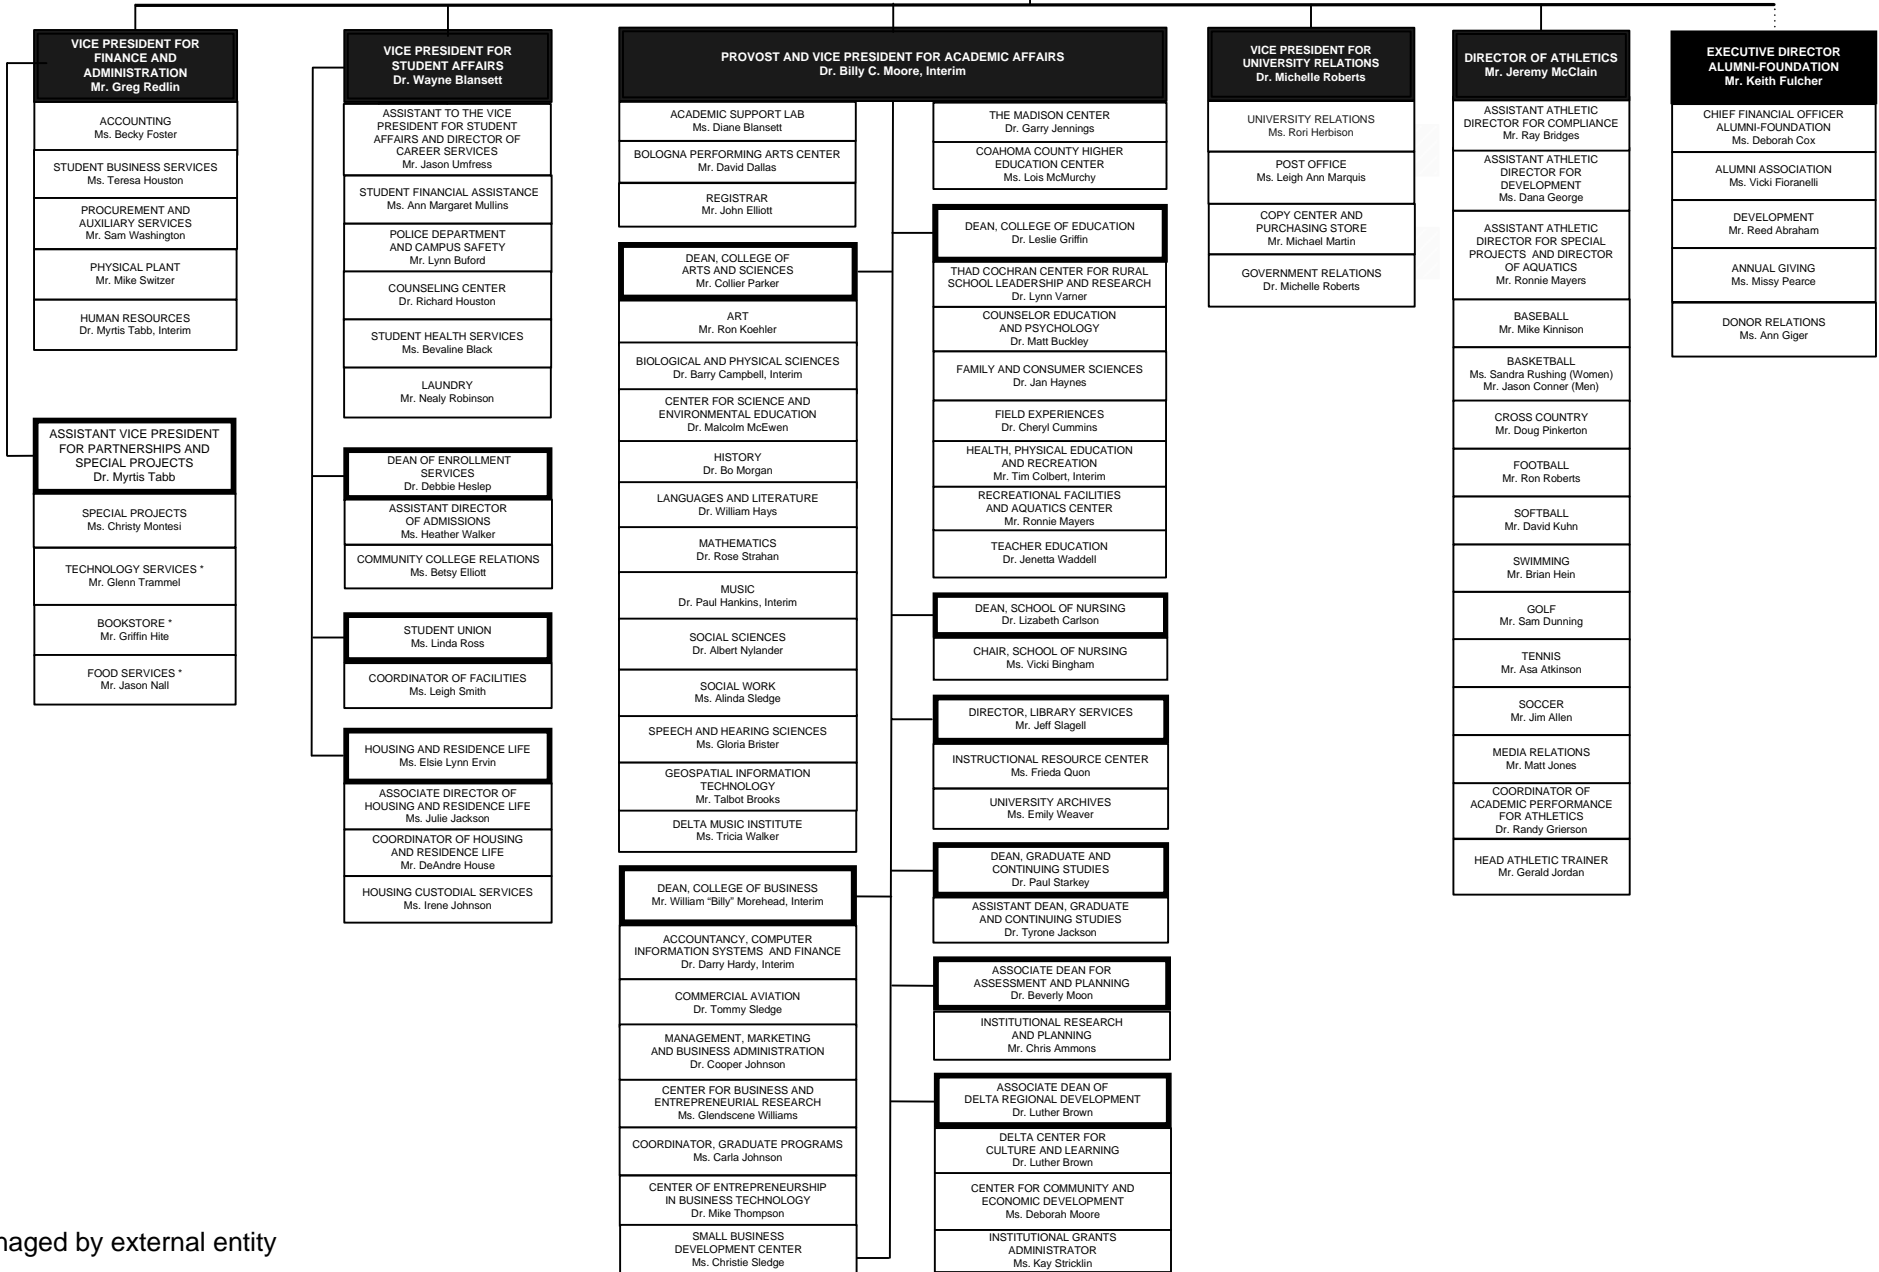 VICE PRESIDENT FOR
FINANCE AND
ADMINISTRATION
Mr. Greg Redlin
ACCOUNTING
Ms. Becky Foster
STUDENT BUSINESS SERVICES
Ms. Teresa Houston
PROCUREMENT AND
AUXILIARY SERVICES
Mr. Sam Washington
PHYSICAL PLANT
Mr. Mike Switzer
HUMAN RESOURCES
Dr. Myrtis Tabb, Interim
ASSISTANT VICE PRESIDENT
FOR PARTNERSHIPS AND
SPECIAL PROJECTS
Dr. Myrtis Tabb
SPECIAL PROJECTS
Ms. Christy Montesi
TECHNOLOGY SERVICES *
Mr. Glenn Trammel
BOOKSTORE *
Mr. Griffin Hite
FOOD SERVICES *
Mr. Jason Nall
VICE PRESIDENT FOR
STUDENT AFFAIRS
Dr. Wayne Blansett
ASSISTANT TO THE VICE
PRESIDENT FOR STUDENT
AFFAIRS AND DIRECTOR OF
CAREER SERVICES
Mr. Jason Umfress
STUDENT FINANCIAL ASSISTANCE
Ms. Ann Margaret Mullins
POLICE DEPARTMENT
AND CAMPUS SAFETY
Mr. Lynn Buford
COUNSELING CENTER
Dr. Richard Houston
STUDENT HEALTH SERVICES
Ms. Bevaline Black
LAUNDRY
Mr. Nealy Robinson
DEAN OF ENROLLMENT
SERVICES
Dr. Debbie Heslep
ASSISTANT DIRECTOR
OF ADMISSIONS
Ms. Heather Walker
COMMUNITY COLLEGE RELATIONS
Ms. Betsy Elliott
STUDENT UNION
Ms. Linda Ross
COORDINATOR OF FACILITIES
Ms. Leigh Smith
HOUSING AND RESIDENCE LIFE
Ms. Elsie Lynn Ervin
ASSOCIATE DIRECTOR OF
HOUSING AND RESIDENCE LIFE
Ms. Julie Jackson
COORDINATOR OF HOUSING
AND RESIDENCE LIFE
Mr. DeAndre House
HOUSING CUSTODIAL SERVICES
Ms. Irene Johnson
PROVOST AND VICE PRESIDENT FOR ACADEMIC AFFAIRS
Dr. Billy C. Moore, Interim
ACADEMIC SUPPORT LAB
Ms. Diane Blansett
BOLOGNA PERFORMING ARTS CENTER
Mr. David Dallas
REGISTRAR
Mr. John Elliott
DEAN, COLLEGE OF
ARTS AND SCIENCES
Mr. Collier Parker
ART
Mr. Ron Koehler
BIOLOGICAL AND PHYSICAL SCIENCES
Dr. Barry Campbell, Interim
CENTER FOR SCIENCE AND
ENVIRONMENTAL EDUCATION
Dr. Malcolm McEwen
HISTORY
Dr. Bo Morgan
LANGUAGES AND LITERATURE
Dr. William Hays
MATHEMATICS
Dr. Rose Strahan
MUSIC
Dr. Paul Hankins, Interim
SOCIAL SCIENCES
Dr. Albert Nylander
SOCIAL WORK
Ms. Alinda Sledge
SPEECH AND HEARING SCIENCES
Ms. Gloria Brister
GEOSPATIAL INFORMATION
TECHNOLOGY
Mr. Talbot Brooks
DELTA MUSIC INSTITUTE
Ms. Tricia Walker
DEAN, COLLEGE OF BUSINESS
Mr. William “Billy” Morehead, Interim
ACCOUNTANCY, COMPUTER
INFORMATION SYSTEMS AND FINANCE
Dr. Darry Hardy, Interim
COMMERCIAL AVIATION
Dr. Tommy Sledge
MANAGEMENT, MARKETING
AND BUSINESS ADMINISTRATION
Dr. Cooper Johnson
CENTER FOR BUSINESS AND
ENTREPRENEURIAL RESEARCH
Ms. Glendscene Williams
COORDINATOR, GRADUATE PROGRAMS
Ms. Carla Johnson
CENTER OF ENTREPRENEURSHIP
IN BUSINESS TECHNOLOGY
Dr. Mike Thompson
SMALL BUSINESS
DEVELOPMENT CENTER
Ms. Christie Sledge
THE MADISON CENTER
Dr. Garry Jennings
COAHOMA COUNTY HIGHER
EDUCATION CENTER
Ms. Lois McMurchy
DEAN, COLLEGE OF EDUCATION
Dr. Leslie Griffin
THAD COCHRAN CENTER FOR RURAL
SCHOOL LEADERSHIP AND RESEARCH
Dr. Lynn Varner
COUNSELOR EDUCATION
AND PSYCHOLOGY
Dr. Matt Buckley
FAMILY AND CONSUMER SCIENCES
Dr. Jan Haynes
FIELD EXPERIENCES
Dr. Cheryl Cummins
HEALTH, PHYSICAL EDUCATION
AND RECREATION
Mr. Tim Colbert, Interim
RECREATIONAL FACILITIES
AND AQUATICS CENTER
Mr. Ronnie Mayers
TEACHER EDUCATION
Dr. Jenetta Waddell
DEAN, SCHOOL OF NURSING
Dr. Lizabeth Carlson
CHAIR, SCHOOL OF NURSING
Ms. Vicki Bingham
DIRECTOR, LIBRARY SERVICES
Mr. Jeff Slagell
INSTRUCTIONAL RESOURCE CENTER
Ms. Frieda Quon
UNIVERSITY ARCHIVES
Ms. Emily Weaver
DEAN, GRADUATE AND
CONTINUING STUDIES
Dr. Paul Starkey
ASSISTANT DEAN, GRADUATE
AND CONTINUING STUDIES
Dr. Tyrone Jackson
ASSOCIATE DEAN FOR
ASSESSMENT AND PLANNING
Dr. Beverly Moon
INSTITUTIONAL RESEARCH
AND PLANNING
Mr. Chris Ammons
ASSOCIATE DEAN OF
DELTA REGIONAL DEVELOPMENT
Dr. Luther Brown
DELTA CENTER FOR
CULTURE AND LEARNING
Dr. Luther Brown
CENTER FOR COMMUNITY AND
ECONOMIC DEVELOPMENT
Ms. Deborah Moore
INSTITUTIONAL GRANTS
ADMINISTRATOR
Ms. Kay Stricklin
VICE PRESIDENT FOR
UNIVERSITY RELATIONS
Dr. Michelle Roberts
UNIVERSITY RELATIONS
Ms. Rori Herbison
POST OFFICE
Ms. Leigh Ann Marquis
COPY CENTER AND
PURCHASING STORE
Mr. Michael Martin
GOVERNMENT RELATIONS
Dr. Michelle Roberts
DIRECTOR OF ATHLETICS
Mr. Jeremy McClain
ASSISTANT ATHLETIC
DIRECTOR FOR COMPLIANCE
Mr. Ray Bridges
ASSISTANT ATHLETIC
DIRECTOR FOR
DEVELOPMENT
Ms. Dana George
ASSISTANT ATHLETIC
DIRECTOR FOR SPECIAL
PROJECTS AND DIRECTOR
OF AQUATICS
Mr. Ronnie Mayers
BASEBALL
Mr. Mike Kinnison
BASKETBALL
Ms. Sandra Rushing (Women)
Mr. Jason Conner (Men)
CROSS COUNTRY
Mr. Doug Pinkerton
FOOTBALL
Mr. Ron Roberts
SOFTBALL
Mr. David Kuhn
SWIMMING
Mr. Brian Hein
GOLF
Mr. Sam Dunning
TENNIS
Mr. Asa Atkinson
SOCCER
Mr. Jim Allen
MEDIA RELATIONS
Mr. Matt Jones
COORDINATOR OF
ACADEMIC PERFORMANCE
FOR ATHLETICS
Dr. Randy Grierson
HEAD ATHLETIC TRAINER
Mr. Gerald Jordan
EXECUTIVE DIRECTOR
ALUMNI-FOUNDATION
Mr. Keith Fulcher
CHIEF FINANCIAL OFFICER
ALUMNI-FOUNDATION
Ms. Deborah Cox
ALUMNI ASSOCIATION
Ms. Vicki Fioranelli
DEVELOPMENT
Mr. Reed Abraham
ANNUAL GIVING
Ms. Missy Pearce
DONOR RELATIONS
Ms. Ann Giger
naged by external entity